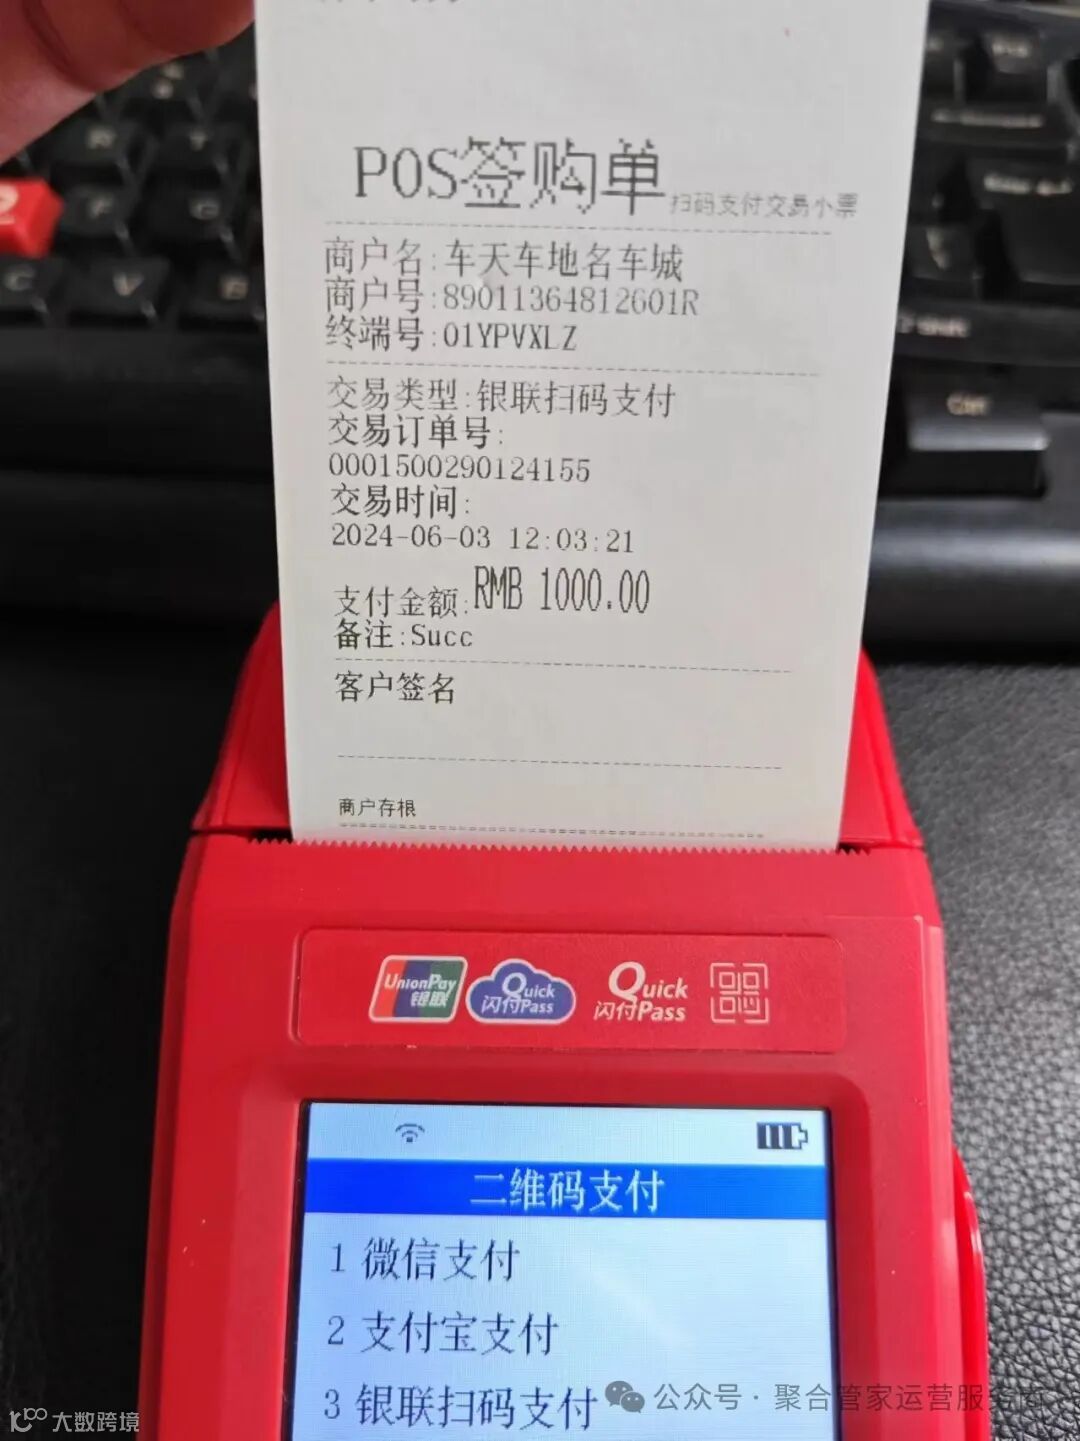 POS签购单
扫码支付交易小票
商户名:车天车地名车城
商户号:89011364812601R
终端号:01YPVXLZ
交易类型:银联扫码支付
交易订单号:
0001500290124155
交易时间:
2024-06-03 12:03:21
支付金额:RMB 1000.00
备注:Succ
客户签名
商户存根
UnionPay
银联
Quick
闪付Pass
Quick
闪付Pass
二维码支付
1 微信支付
2 支付宝支付
3 银联扫码支付
公众号·聚合管家运营服务商
大数跨境